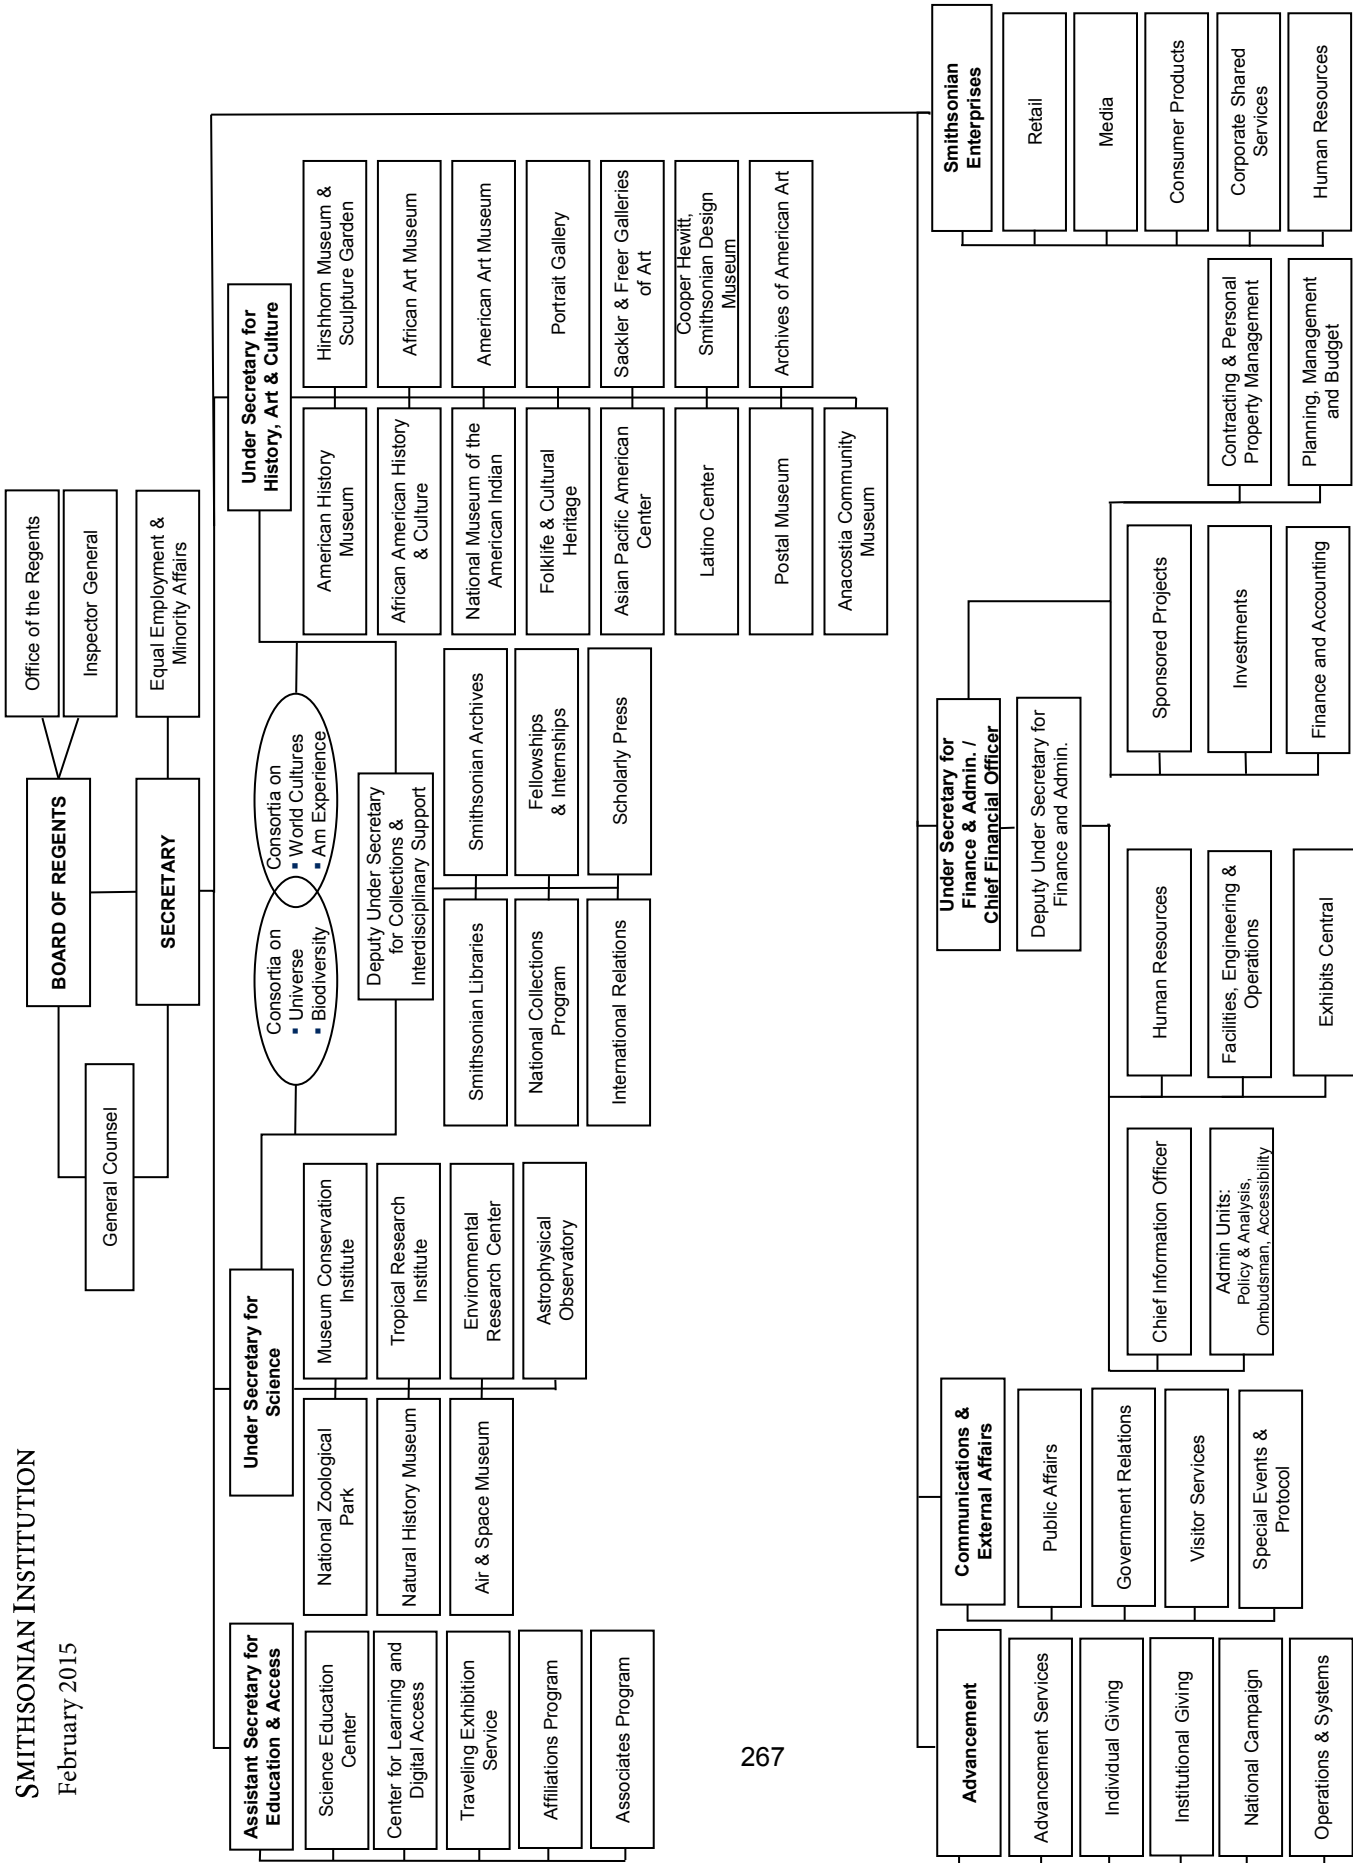 SMITHSONIAN INSTITUTION
February 2015
Office of the Regents
Inspector General
BOARD OF REGENTS
General Counsel
SECRETARY
Equal Employment &
Minority Affairs
Assistant Secretary for
Education & Access
Science Education
Center
Center for Learning and
Digital Access
Traveling Exhibition
Service
Affiliations Program
Associates Program
Under Secretary for
Science
National Zoological
Park
Museum Conservation
Institute
Natural History Museum
Tropical Research
Institute
Air & Space Museum
Environmental
Research Center
Astrophysical
Observatory
Consortia on
▪ Universe
▪ Biodiversity
Consortia on
▪ World Cultures
▪ Am Experience
Deputy Under Secretary
for Collections &
Interdisciplinary Support
Smithsonian Libraries
Smithsonian Archives
National Collections
Program
Fellowships
& Internships
International Relations
Scholarly Press
Under Secretary for
History, Art & Culture
American History
Museum
Hirshhorn Museum &
Sculpture Garden
African American History
& Culture
African Art Museum
National Museum of the
American Indian
American Art Museum
Folklife & Cultural
Heritage
Portrait Gallery
Asian Pacific American
Center
Sackler & Freer Galleries
of Art
Latino Center
Cooper Hewitt,
Smithsonian Design
Museum
Postal Museum
Archives of American Art
Anacostia Community
Museum
267
Advancement
Advancement Services
Individual Giving
Institutional Giving
National Campaign
Operations & Systems
Communications &
External Affairs
Public Affairs
Government Relations
Visitor Services
Special Events &
Protocol
Under Secretary for
Finance & Admin. /
Chief Financial Officer
Deputy Under Secretary for
Finance and Admin.
Chief Information Officer
Admin Units:
Policy & Analysis,
Ombudsman, Accessibility
Human Resources
Facilities, Engineering &
Operations
Exhibits Central
Sponsored Projects
Investments
Finance and Accounting
Contracting & Personal
Property Management
Planning, Management
and Budget
Smithsonian
Enterprises
Retail
Media
Consumer Products
Corporate Shared
Services
Human Resources